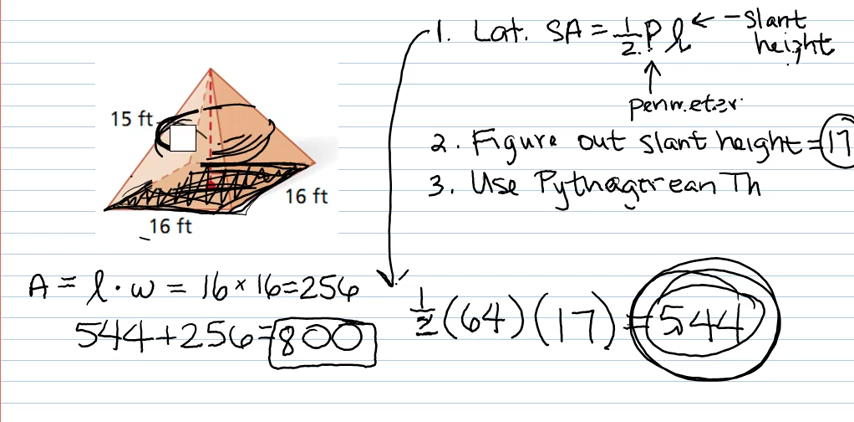 1. Lat. SA = 1/2 P l ← - slant height
perimeter
15 ft
2. Figure out slant height = 17
3. Use Pythagorean Th
16 ft
16 ft
A = l · w = 16 × 16 = 256
1/2 (64) (17) = 544
544 + 256 = 800